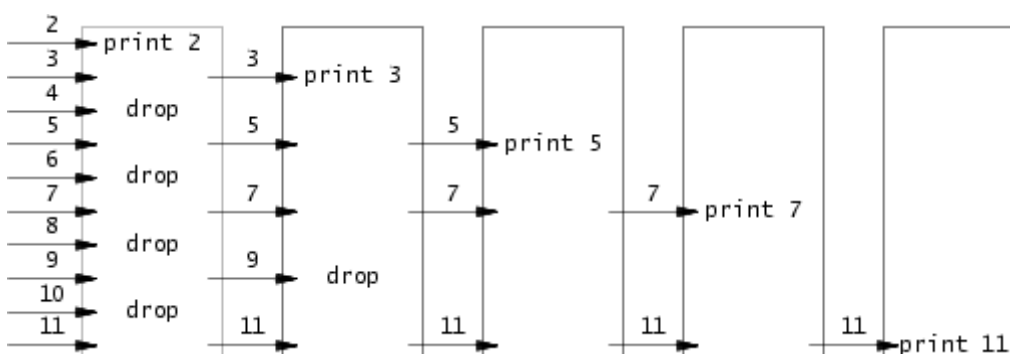 2
print 2
3 3
print 3
4
drop
5 5 5
print 5
6
drop
7 7 7 7
print 7
8
drop
9 9
drop
10
drop
11 11 11 11 11
print 11